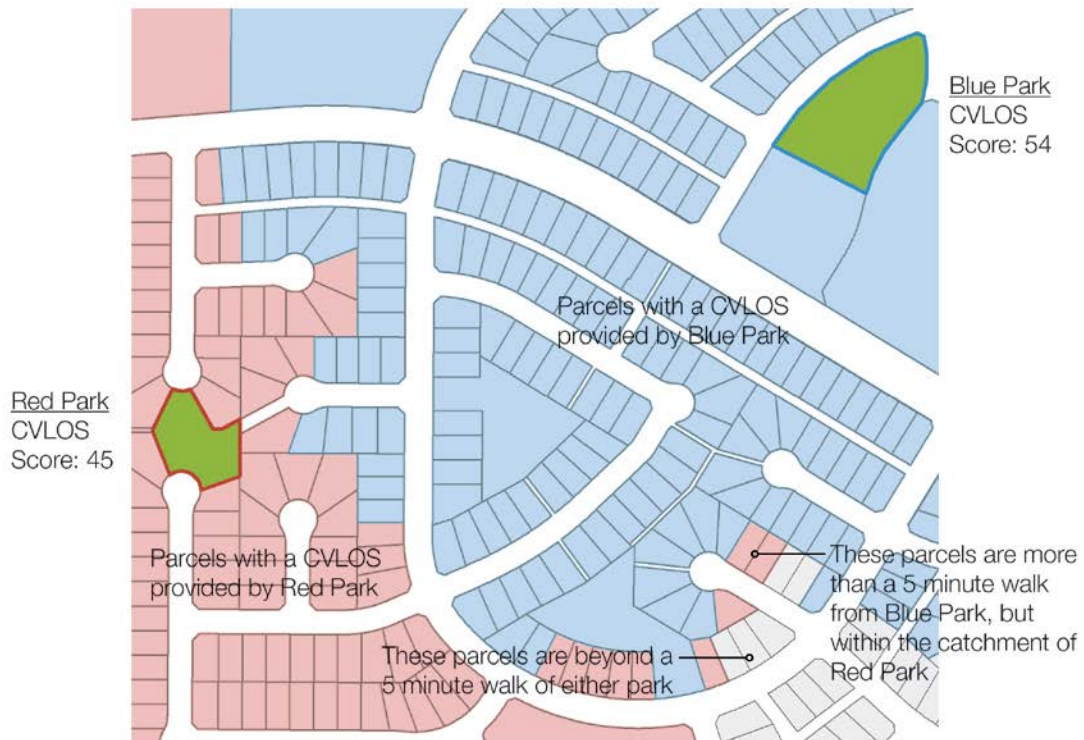 Blue Park
CVLOS
Score: 54
Parcels with a CVLOS
provided by Blue Park
Red Park
CVLOS
Score: 45
Parcels with a CVLOS
provided by Red Park
These parcels are more
than a 5 minute walk
from Blue Park, but
within the catchment of
Red Park
These parcels are beyond a
5 minute walk of either park